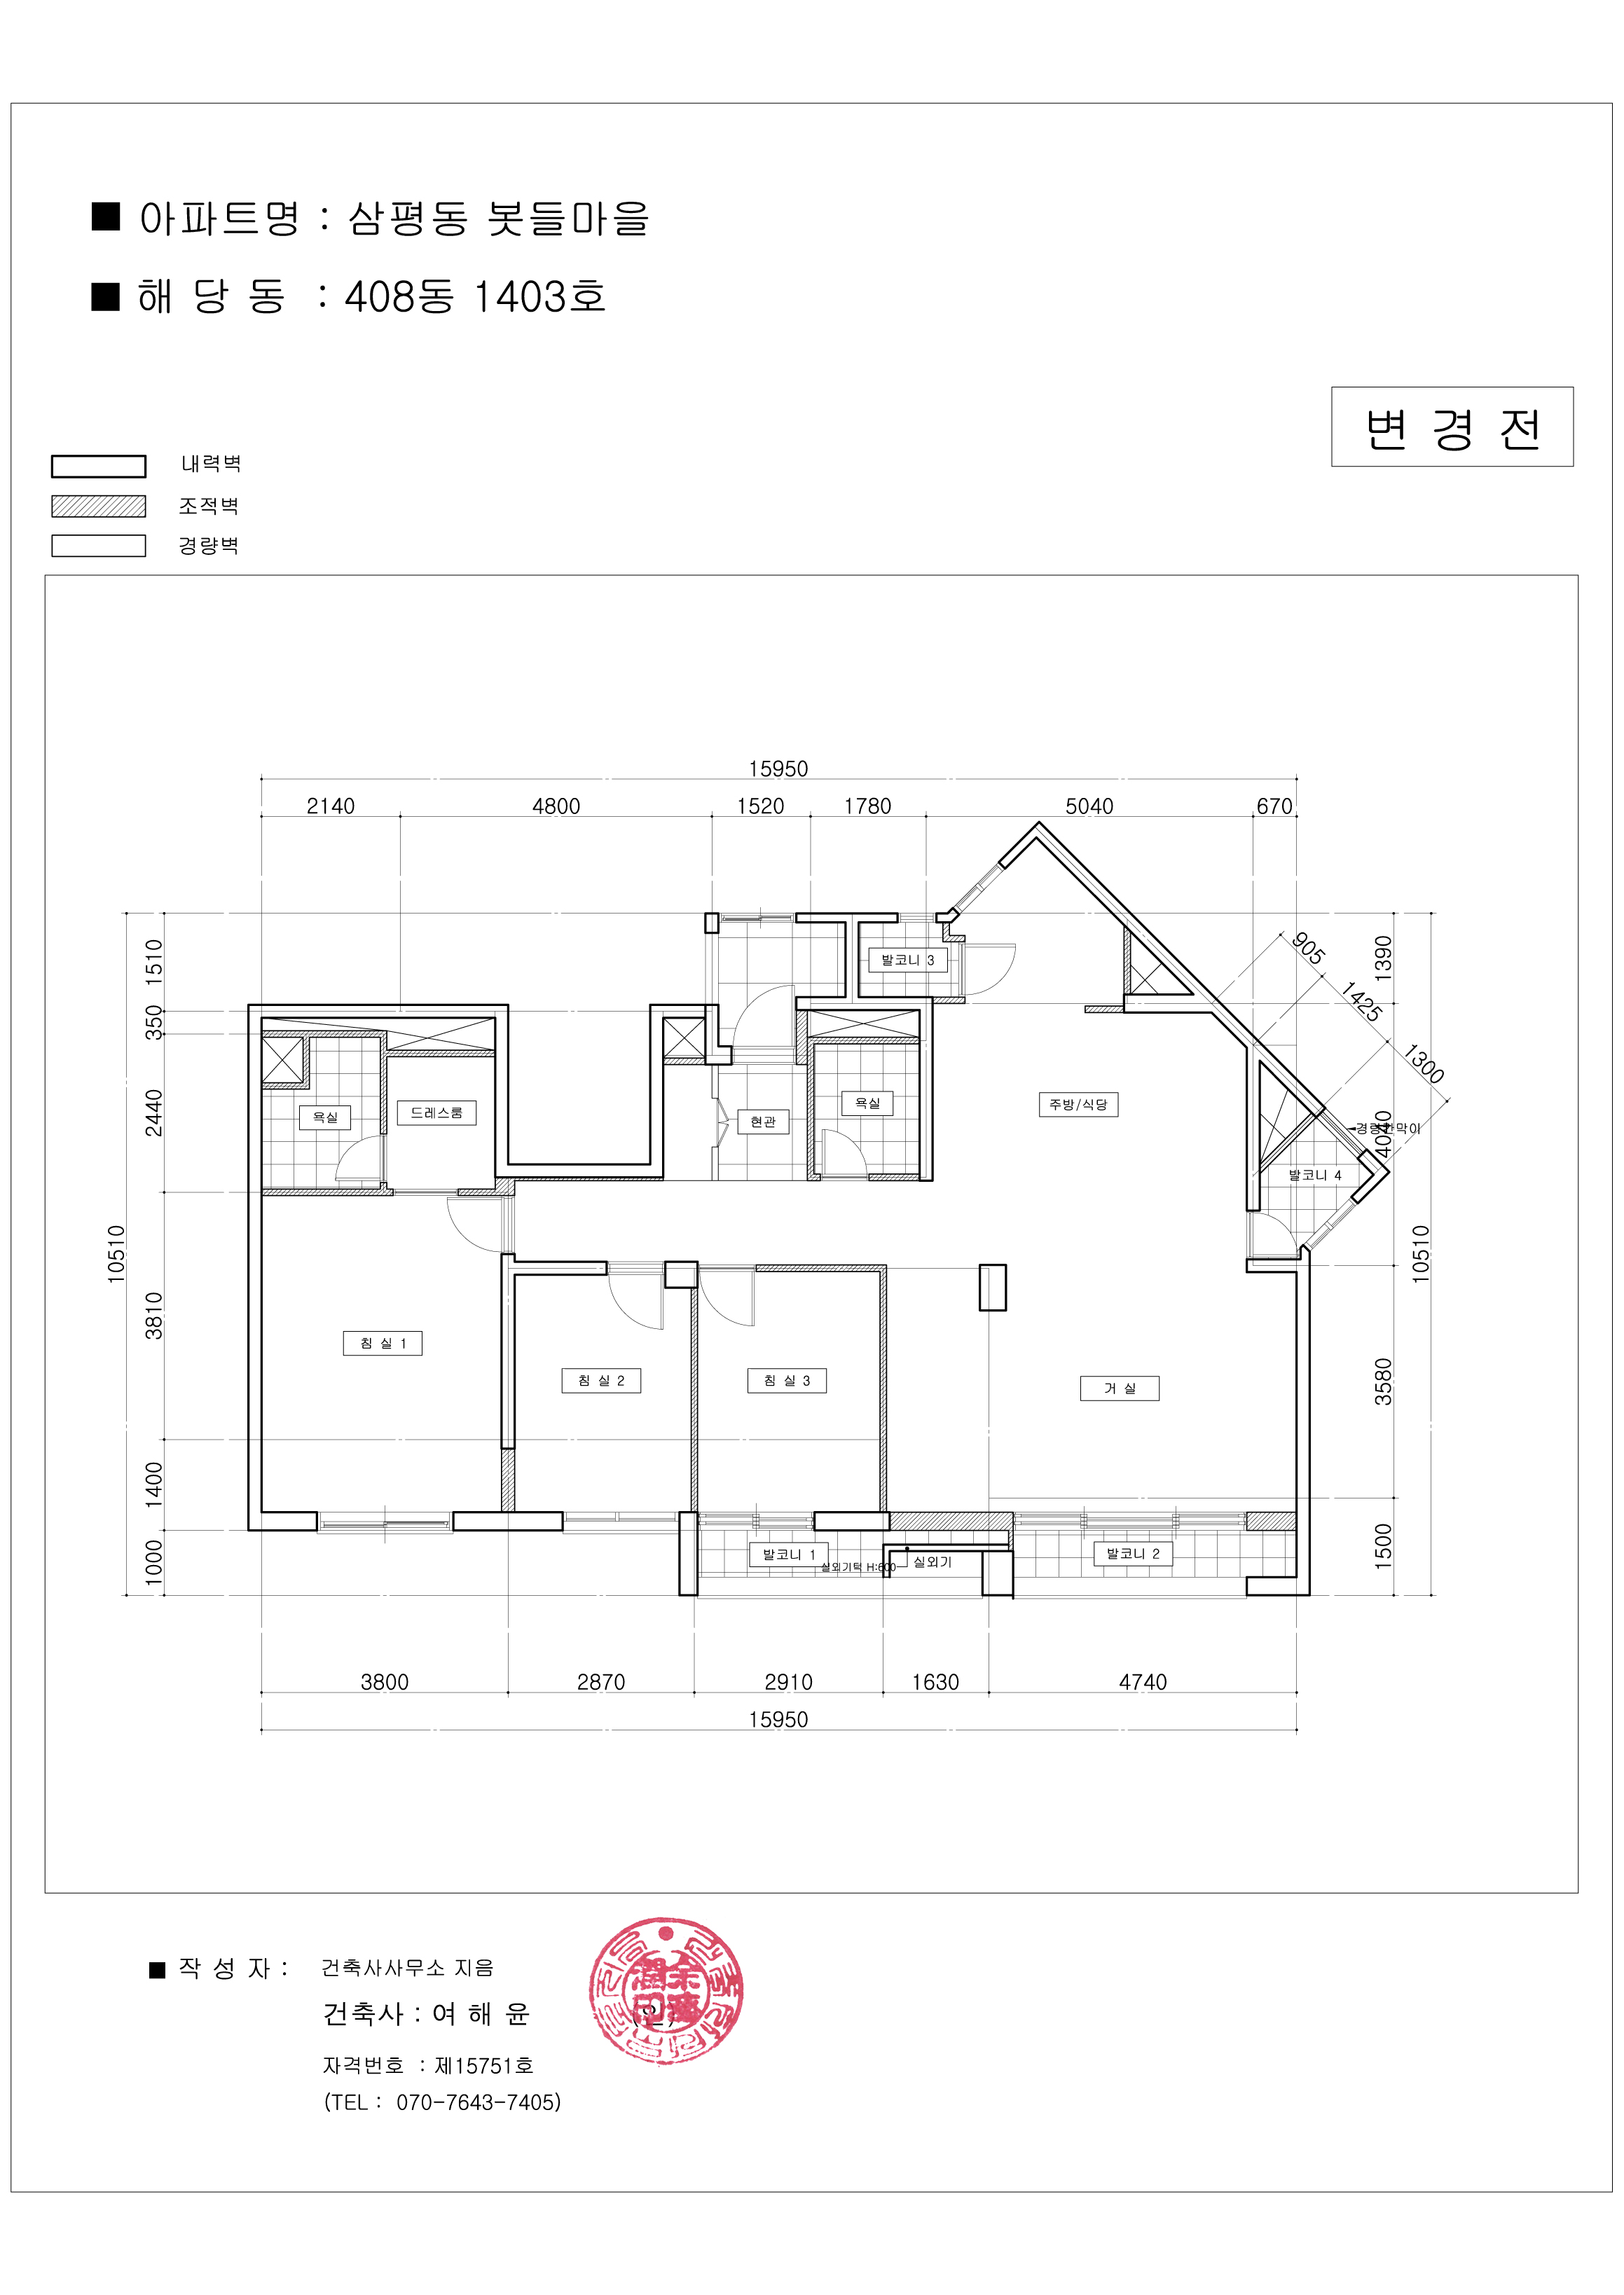 ■ 아파트명 : 삼평동 봇들마을
■ 해 당 동 : 408동 1403호
변 경 전
내력벽
조적벽
경량벽
15950
2140 4800 1520 1780 5040 670
905
1425
1300
1510
350
2440
3810
1400
1000
10510
1390
4040
3580
1500
10510
발코니 3
욕실
드레스룸
현관
욕실
주방/식당
경량칸막이
발코니 4
침 실 1
침 실 2
침 실 3
거 실
발코니 1
실외기턱 H:600
실외기
발코니 2
3800 2870 2910 1630 4740
15950
■ 작 성 자 : 건축사사무소 지음
건축사 : 여 해 윤 (인)
자격번호 : 제15751호
(TEL : 070-7643-7405)